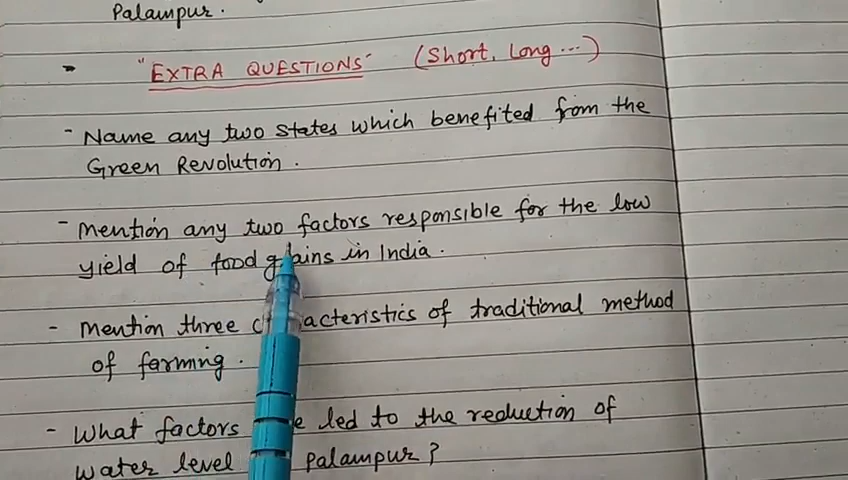 Palampur.
- "EXTRA QUESTIONS" (Short, Long...)
- Name any two states which benefited from the
Green Revolution.
- Mention any two factors responsible for the low
yield of food grains in India.
- Mention three characteristics of traditional method
of farming.
- What factors led to the reduction of
water level Palampur?